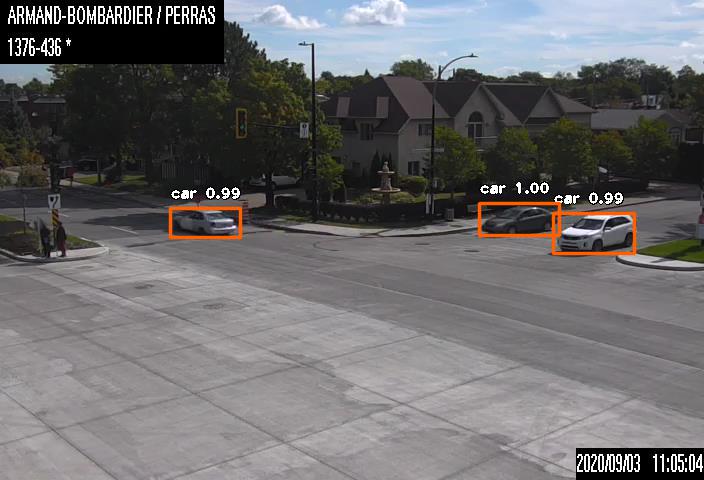 ARMAND-BOMBARDIER / PERRAS
1376-436 *
car 0.99
car 1.00
car 0.99
2020/09/03 11:05:04